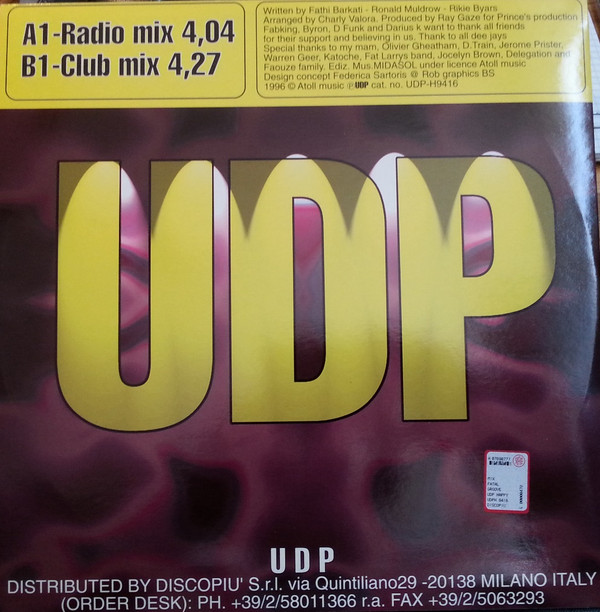 A1-Radio mix 4,04
B1-Club mix 4,27
Written by Fathi Barkati - Ronald Muldrow - Rikie Byars
Arranged by Charly Valora. Produced by Ray Gaze for Prince's production
Fabking, Byron, D Funk and Darius k want to thank all friends
for their support and believing in us. Thank to all dee jays
Special thanks to my mam, Olivier Gheatham, D.Train, Jerome Prister,
Warren Geer, Katoche, Fat Larrys band, Jocelyn Brown, Delegation and
Faouze family. Ediz. Mus.MIDASOL under licence Atoll music
Design concept Federica Sartoris @ Rob graphics BS
1996 © Atoll music ℗UDP cat. no. UDP-H9416
UDP
MIX
FATAL
GROOVE
UDP
DISCOPIU
UDP
DISTRIBUTED BY DISCOPIU' S.r.l. via Quintiliano29 -20138 MILANO ITALY
(ORDER DESK): PH. +39/2/58011366 r.a. FAX +39/2/5063293